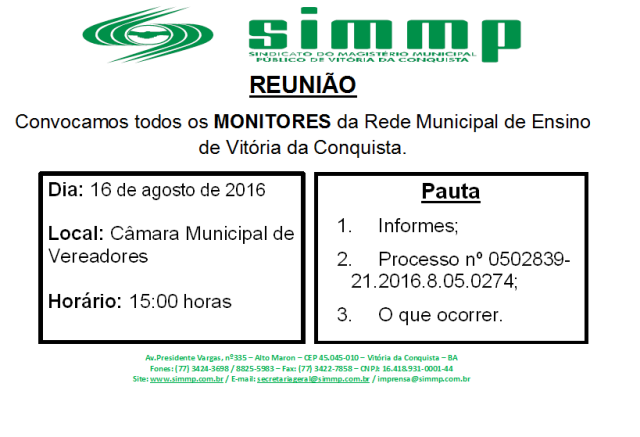 simmp
SINDICATO DO MAGISTÉRIO MUNICIPAL
PÚBLICO DE VITÓRIA DA CONQUISTA
REUNIÃO
Convocamos todos os MONITORES da Rede Municipal de Ensino
de Vitória da Conquista.
Dia: 16 de agosto de 2016
Local: Câmara Municipal de
Vereadores
Horário: 15:00 horas
Pauta
1. Informes;
2. Processo nº 0502839-
21.2016.8.05.0274;
3. O que ocorrer.
Av.Presidente Vargas, nº335 – Alto Maron – CEP 45.045-010 – Vitória da Conquista – BA
Fones: (77) 3424-3698 / 8825-5983 – Fax: (77) 3422-7858 – CNPJ: 16.418.931-0001-44
Site: www.simmp.com.br / E-mail: secretariageral@simmp.com.br / imprensa@simmp.com.br